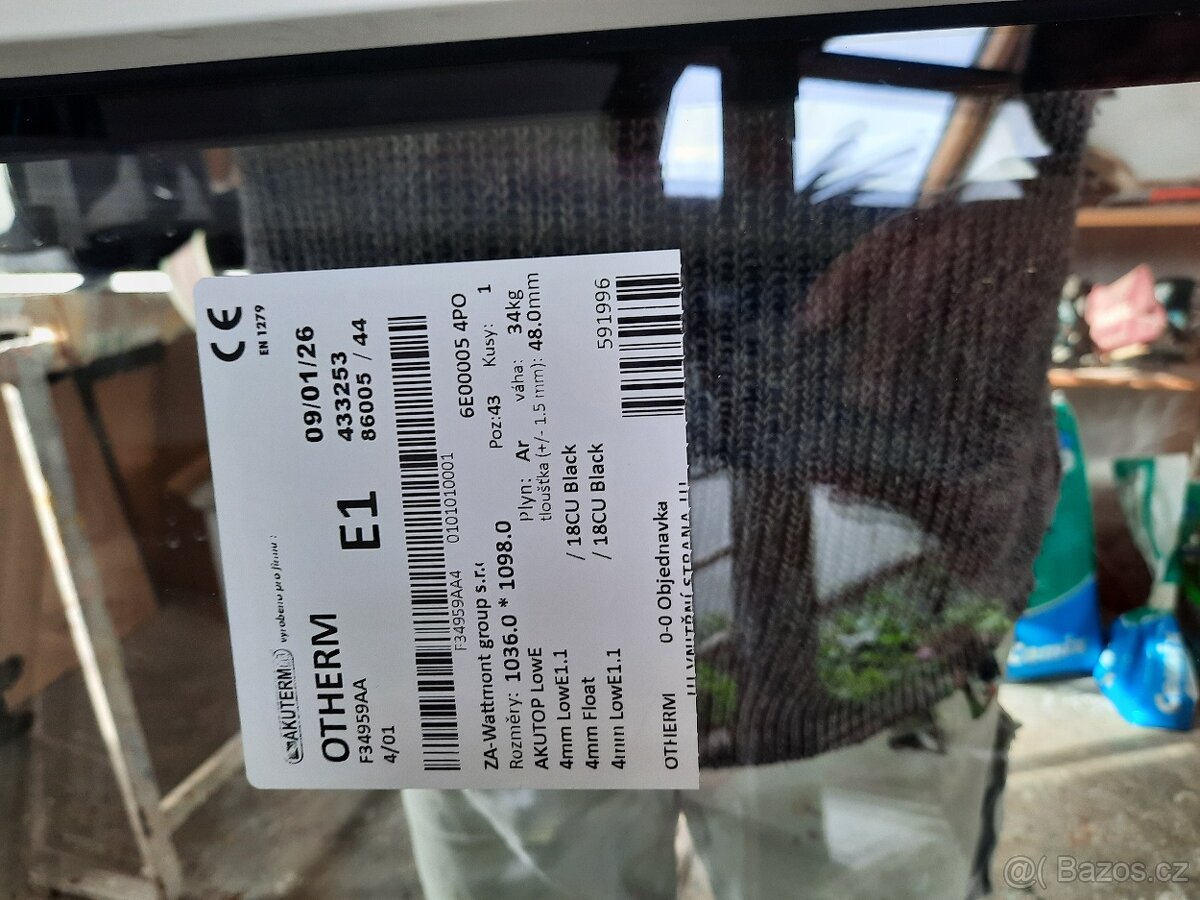 CE
EN 1279
AKUTERM
vyrobeno pro firmu :
09/01/26
OTHERM
E1
433253
F34959AA
86005 / 44
4/01
F34959AA4 0101010001 6E00005 4PO
ZA-Wattmont group s.r. Poz:43 Kusy: 1
Rozměry: 1036.0 * 1098.0 Plyn: Ar váha: 34kg
AKUTOP LowE tloušťka (+/- 1.5 mm): 48.0mm
4mm LowE1.1 / 18CU Black
4mm Float / 18CU Black
4mm LowE1.1
591996
OTHERM 0-0 Objednavka
VNITŘNÍ STRANA
@( Bazos.cz